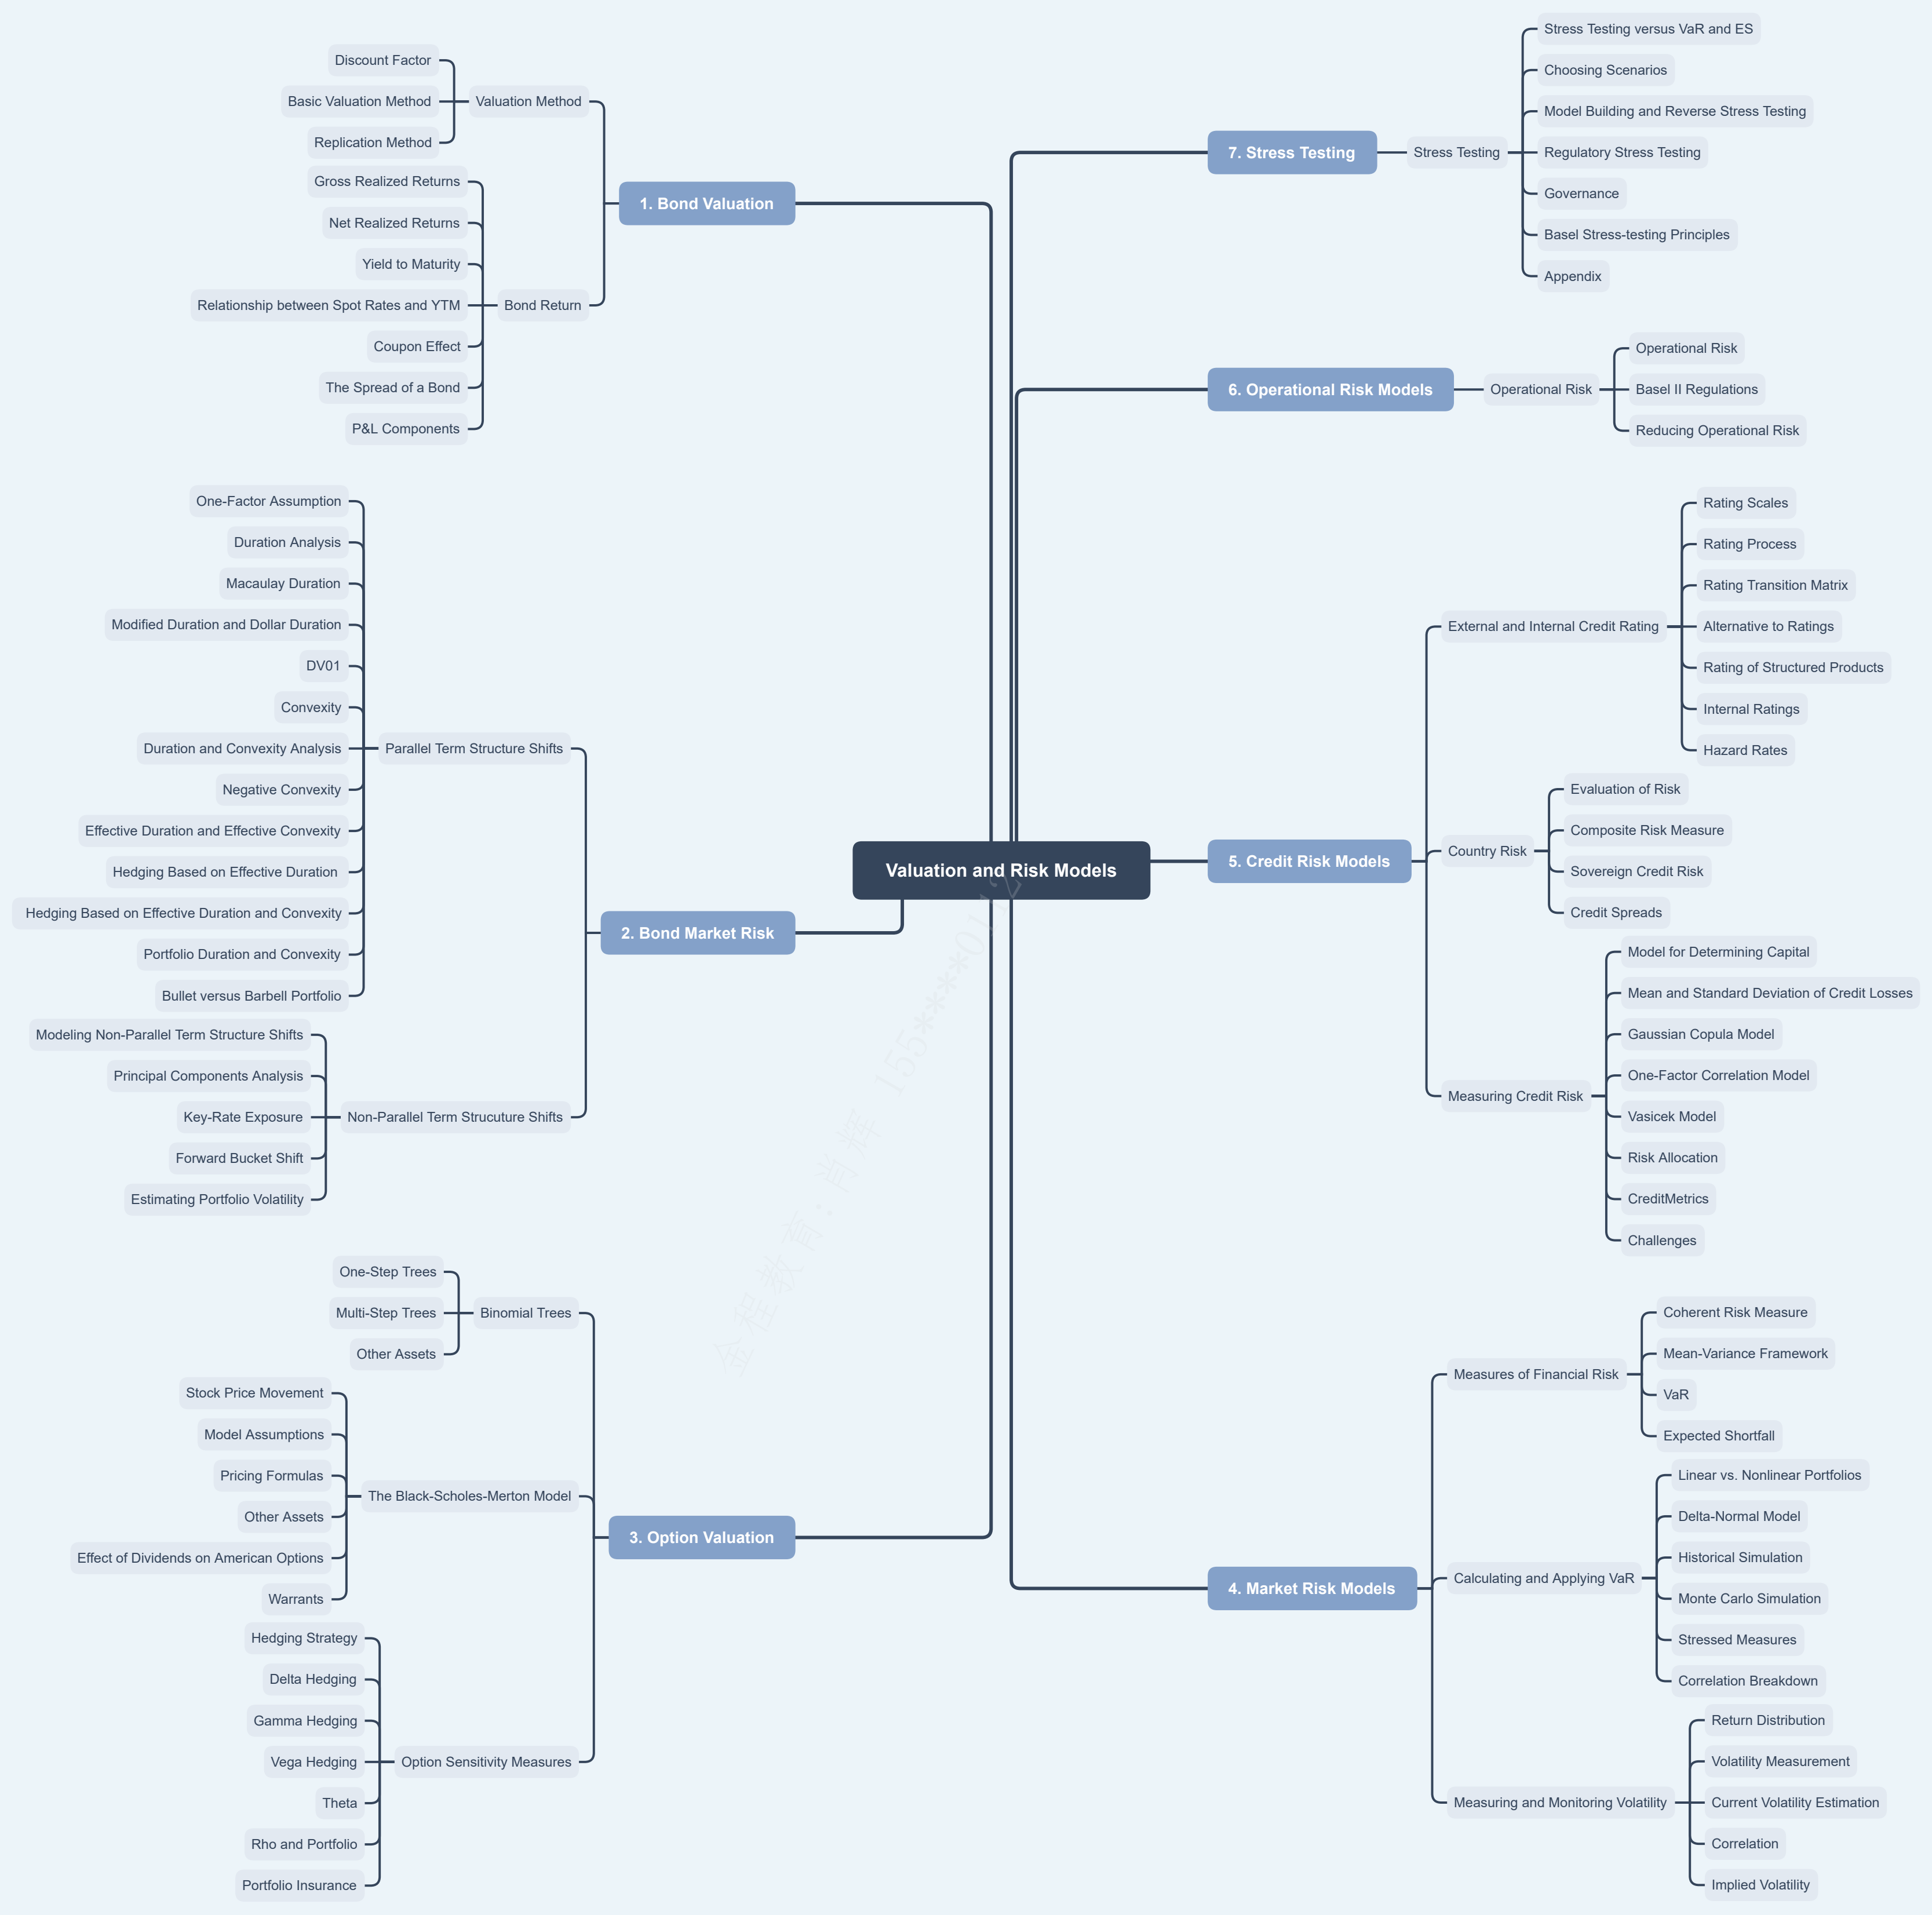 Valuation and Risk Models
1. Bond Valuation
Valuation Method
Discount Factor
Basic Valuation Method
Replication Method
Bond Return
Gross Realized Returns
Net Realized Returns
Yield to Maturity
Relationship between Spot Rates and YTM
Coupon Effect
The Spread of a Bond
P&L Components
2. Bond Market Risk
Parallel Term Structure Shifts
One-Factor Assumption
Duration Analysis
Macaulay Duration
Modified Duration and Dollar Duration
DV01
Convexity
Duration and Convexity Analysis
Negative Convexity
Effective Duration and Effective Convexity
Hedging Based on Effective Duration
Hedging Based on Effective Duration and Convexity
Portfolio Duration and Convexity
Bullet versus Barbell Portfolio
Non-Parallel Term Strucuture Shifts
Modeling Non-Parallel Term Structure Shifts
Principal Components Analysis
Key-Rate Exposure
Forward Bucket Shift
Estimating Portfolio Volatility
3. Option Valuation
Binomial Trees
One-Step Trees
Multi-Step Trees
Other Assets
The Black-Scholes-Merton Model
Stock Price Movement
Model Assumptions
Pricing Formulas
Other Assets
Effect of Dividends on American Options
Warrants
Option Sensitivity Measures
Hedging Strategy
Delta Hedging
Gamma Hedging
Vega Hedging
Theta
Rho and Portfolio
Portfolio Insurance
7. Stress Testing
Stress Testing
Stress Testing versus VaR and ES
Choosing Scenarios
Model Building and Reverse Stress Testing
Regulatory Stress Testing
Governance
Basel Stress-testing Principles
Appendix
6. Operational Risk Models
Operational Risk
Operational Risk
Basel II Regulations
Reducing Operational Risk
5. Credit Risk Models
External and Internal Credit Rating
Rating Scales
Rating Process
Rating Transition Matrix
Alternative to Ratings
Rating of Structured Products
Internal Ratings
Hazard Rates
Country Risk
Evaluation of Risk
Composite Risk Measure
Sovereign Credit Risk
Credit Spreads
Measuring Credit Risk
Model for Determining Capital
Mean and Standard Deviation of Credit Losses
Gaussian Copula Model
One-Factor Correlation Model
Vasicek Model
Risk Allocation
CreditMetrics
Challenges
4. Market Risk Models
Measures of Financial Risk
Coherent Risk Measure
Mean-Variance Framework
VaR
Expected Shortfall
Calculating and Applying VaR
Linear vs. Nonlinear Portfolios
Delta-Normal Model
Historical Simulation
Monte Carlo Simulation
Stressed Measures
Correlation Breakdown
Measuring and Monitoring Volatility
Return Distribution
Volatility Measurement
Current Volatility Estimation
Correlation
Implied Volatility
金程教育:肖辉